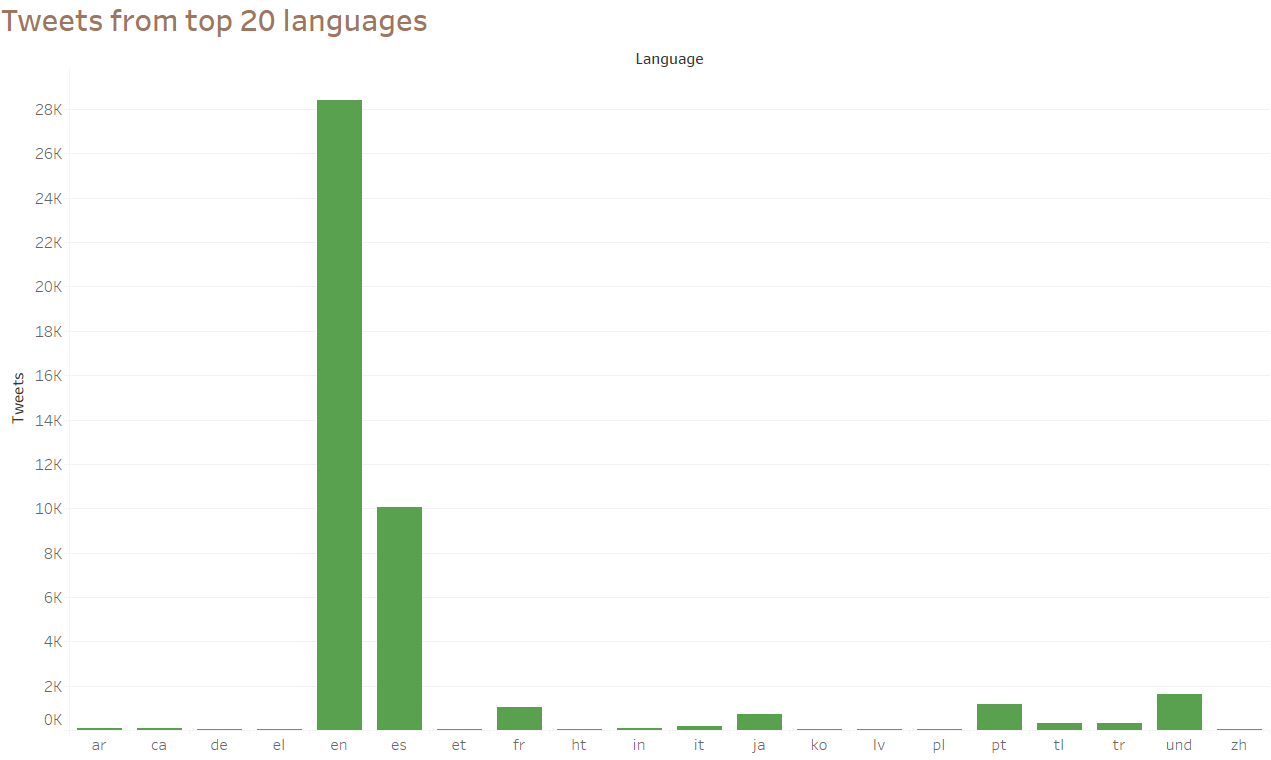 Tweets from top 20 languages
Language
28K
26K
24K
22K
20K
18K
16K
Tweets
14K
12K
10K
8K
6K
4K
2K
0K
ar ca de el en es et fr ht in it ja ko lv pl pt tl tr und zh